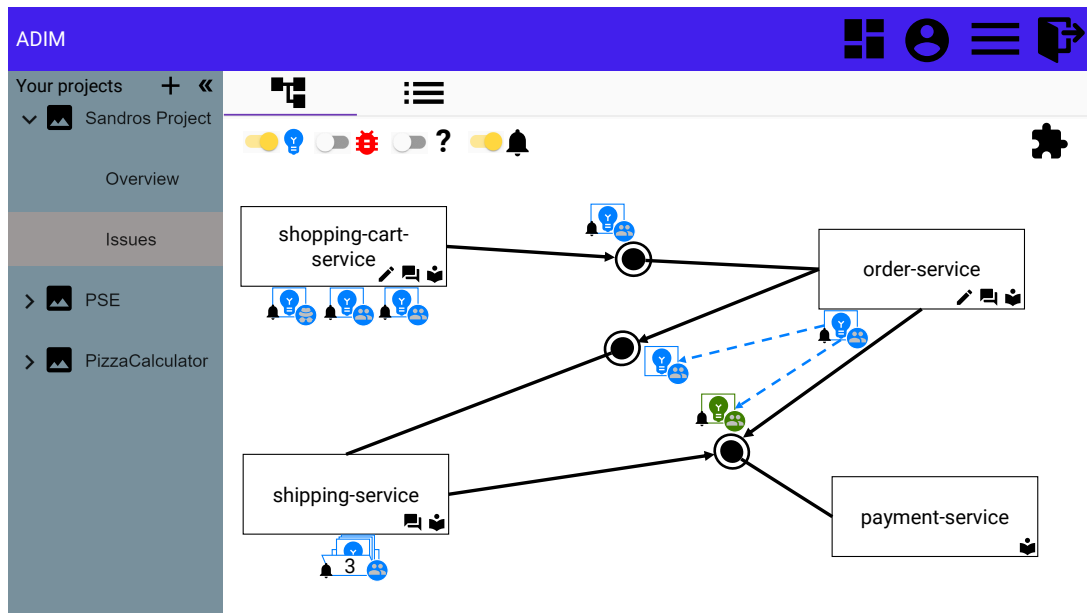 ADIM
Your projects
Sandros Project
Overview
Issues
PSE
PizzaCalculator
?
shopping-cart-
service
order-service
shipping-service
3
payment-service